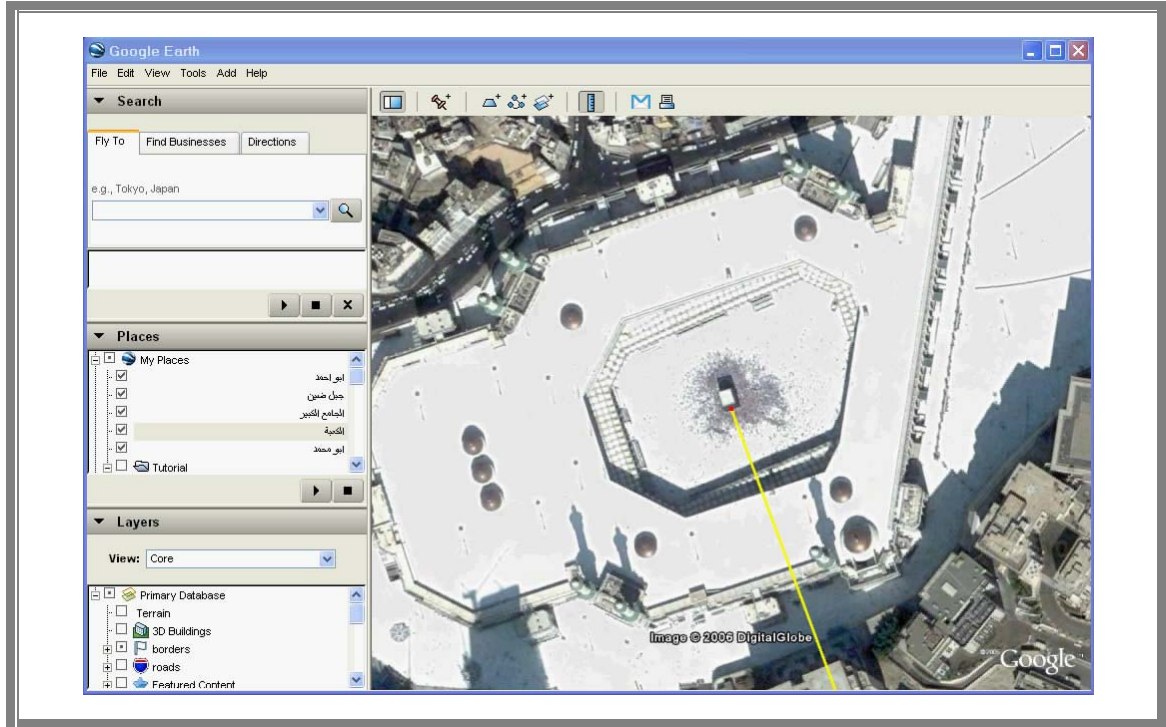 Google Earth
File Edit View Tools Add Help
Search
Fly To Find Businesses Directions
e.g., Tokyo, Japan
Places
My Places
ابو احمد
جبل ضين
الجامع الكبير
الكعبة
ابو محمد
Tutorial
Layers
View: Core
Primary Database
Terrain
3D Buildings
borders
roads
Featured Content
Image © 2006 DigitalGlobe
©2006 Google™